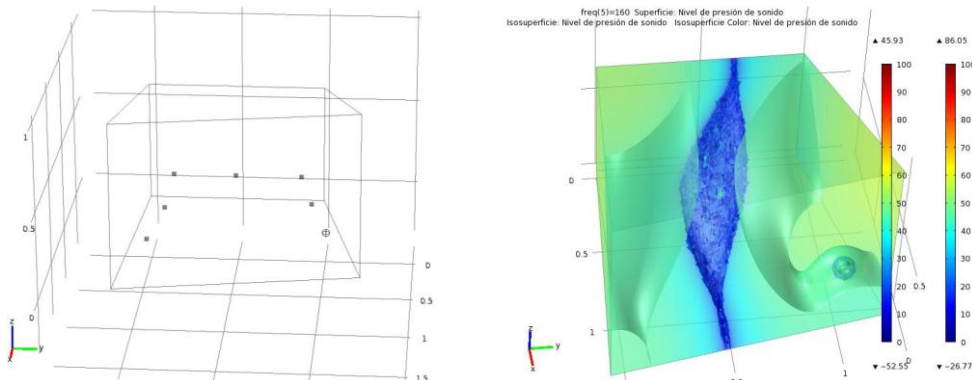 freq(5)=160 Superficie: Nivel de presión de sonido
Isosuperficie: Nivel de presión de sonido Isosuperficie Color: Nivel de presión de sonido
▲ 45.93 ▲ 86.05
100 100
90 90
80 80
70 70
60 60
50 50
40 40
30 30
20 20
10 10
0 0
▼ -52.55 ▼ -26.77
1
0.5
0
0
0.5
1
1.5
z
y
x
0
0.5
1
0.5
0
1
z
y
x